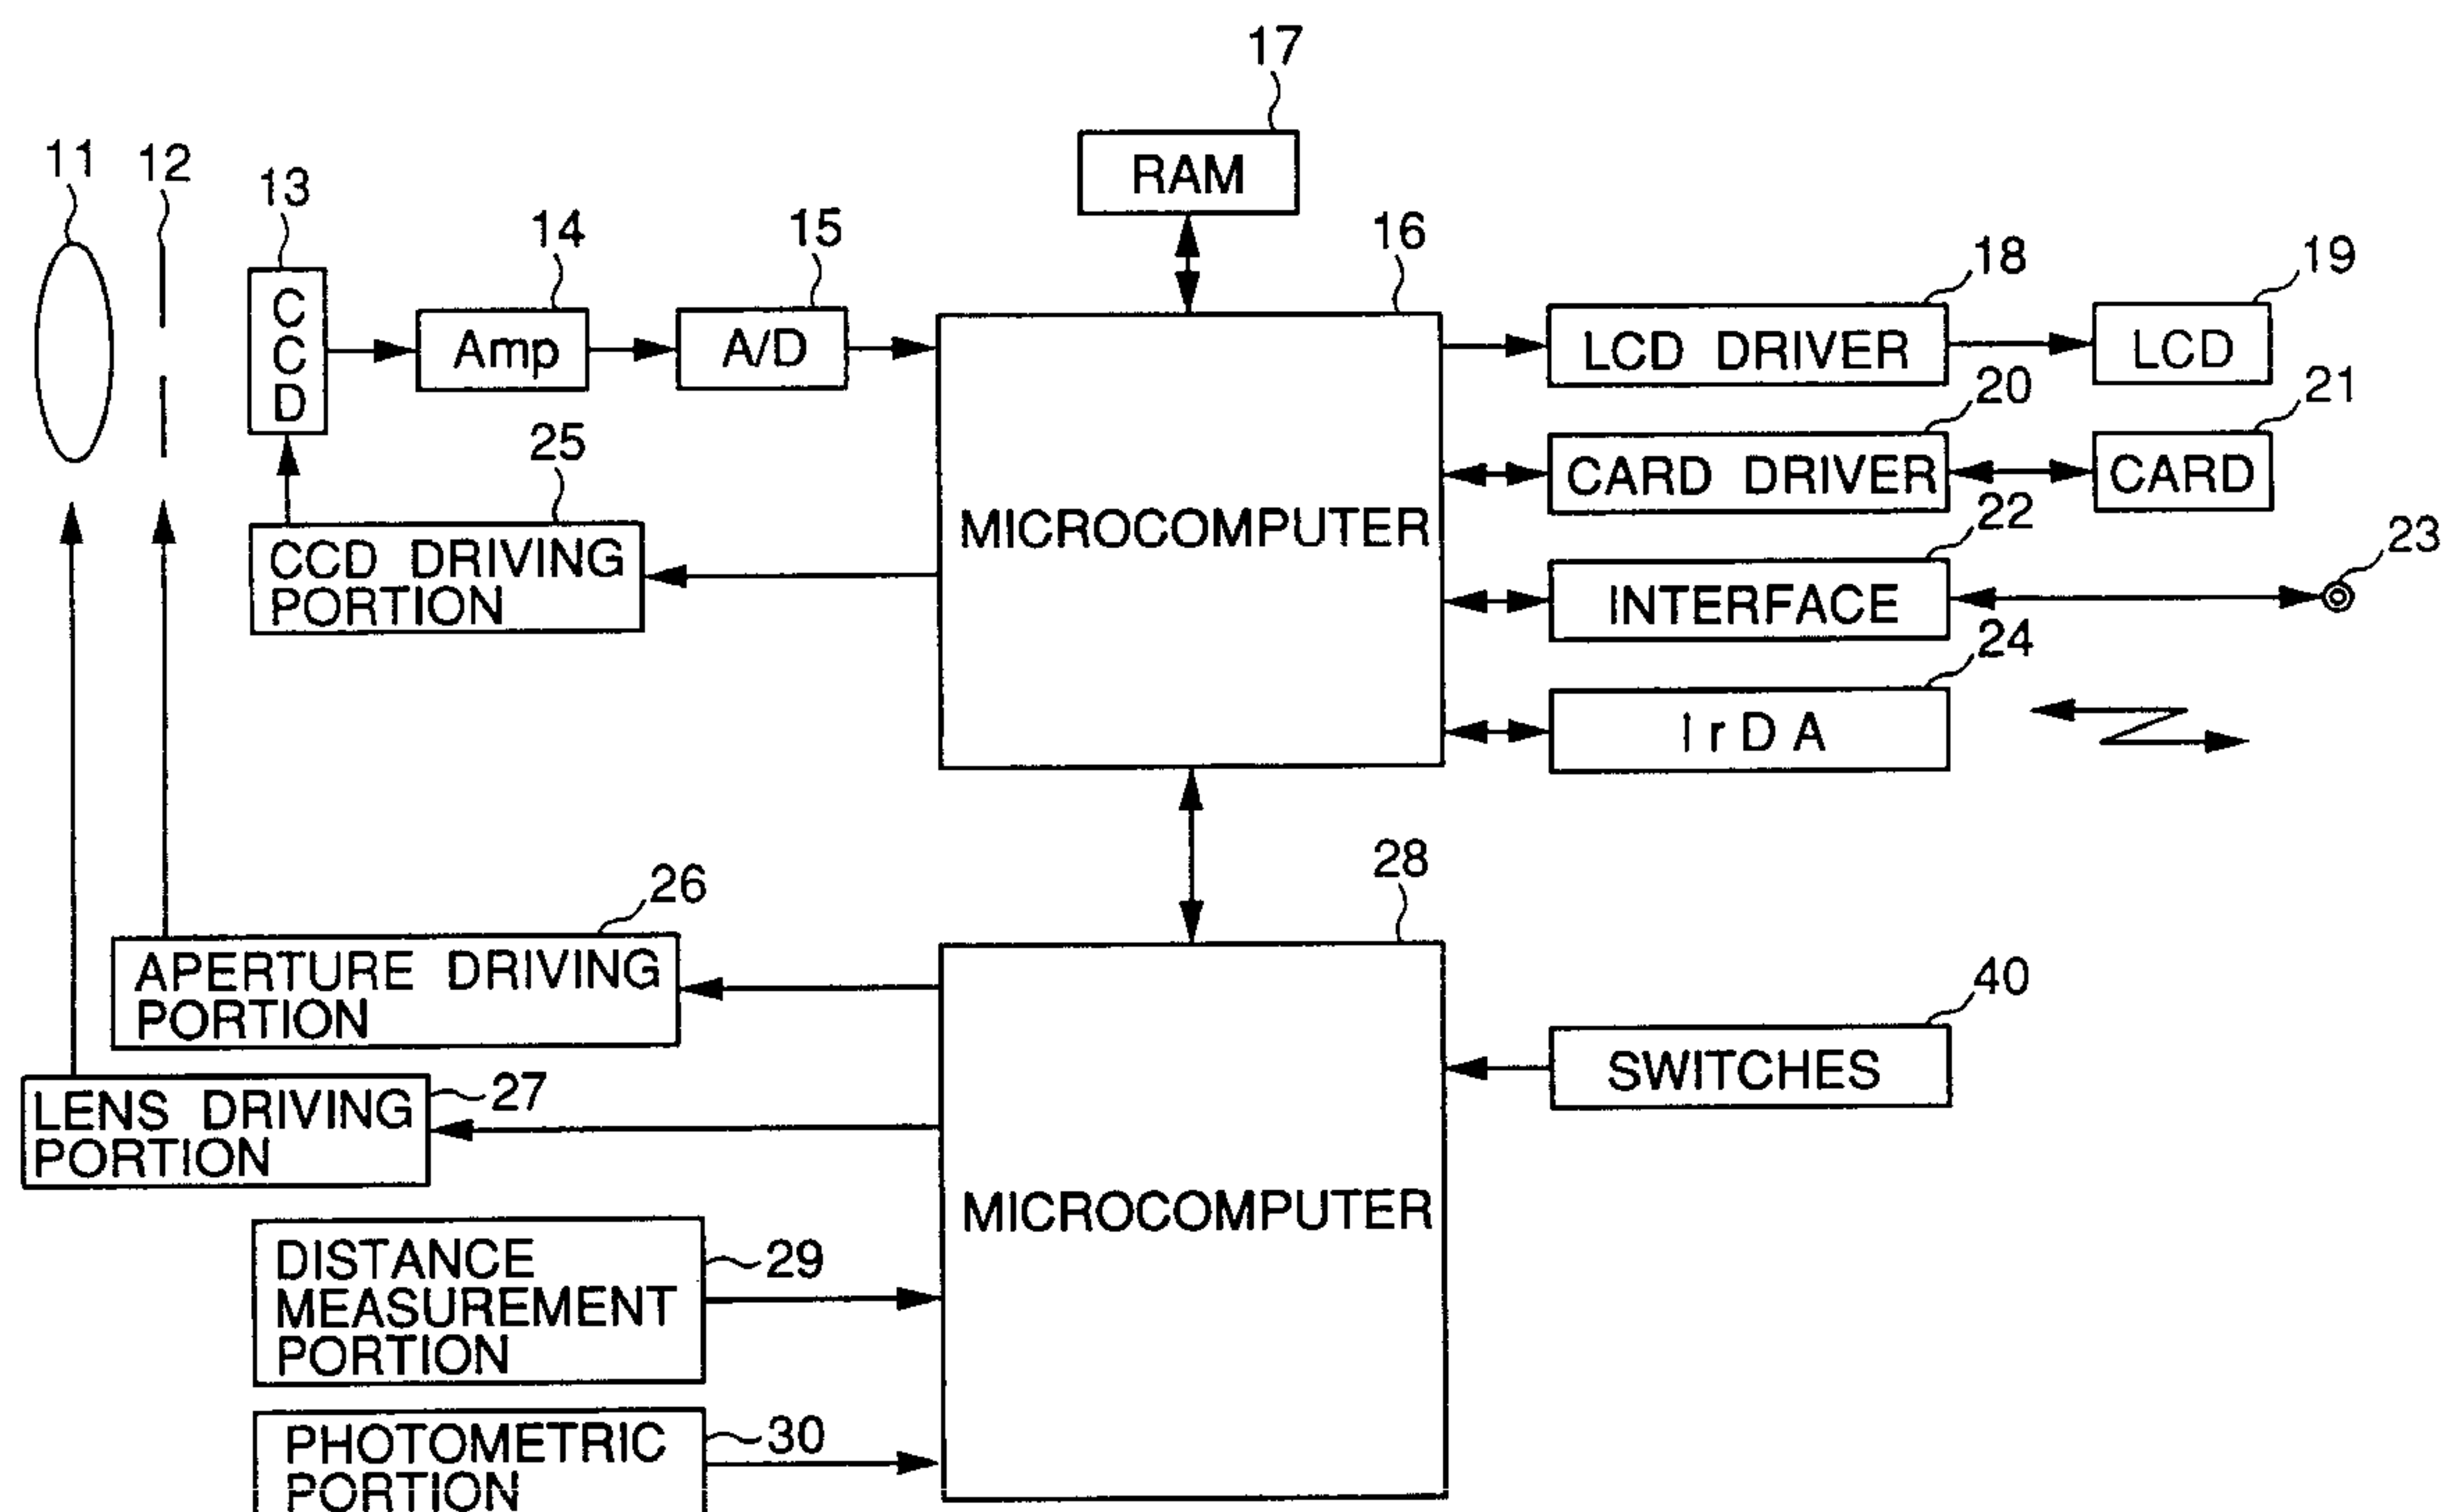 17
11
12
13
14
15
16
18
19
RAM
C
C
D
Amp
A/D
LCD DRIVER
LCD
20
21
25
CARD DRIVER
CARD
22
23
MICROCOMPUTER
CCD DRIVING
PORTION
INTERFACE
24
IrDA
26
28
APERTURE DRIVING
PORTION
40
27
LENS DRIVING
PORTION
SWITCHES
MICROCOMPUTER
29
DISTANCE
MEASUREMENT
PORTION
30
PHOTOMETRIC
PORTION